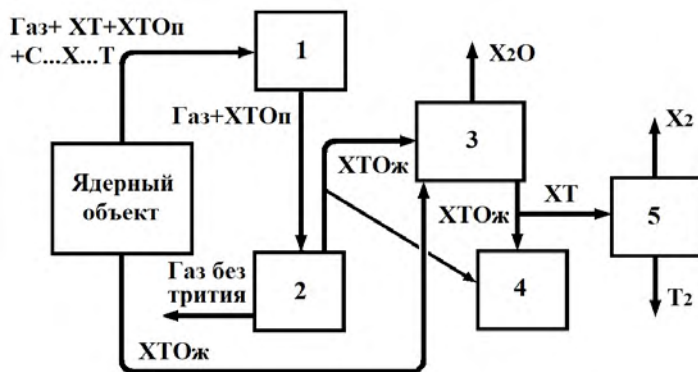 Газ+ ХТ+ХТОп
+С...Х...Т
1
Х2О
Х2
Газ+ХТОп
3
ХТОж
Ядерный
объект
ХТОж
ХТ
5
Газ без
трития
2
4
Т2
ХТОж